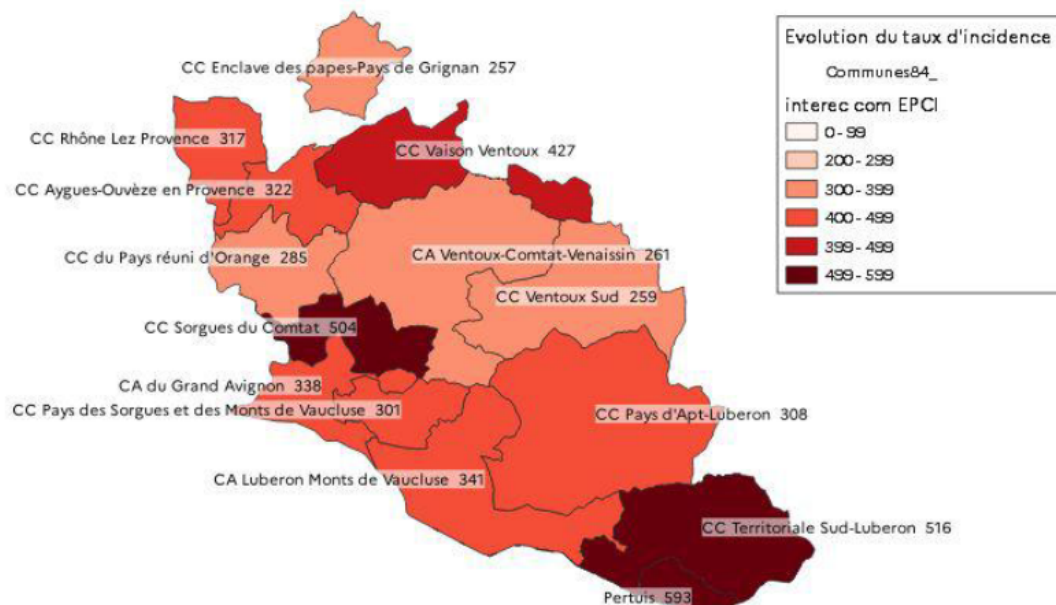 Evolution du taux d'incidence
Communes84_
interec com EPCI
0 - 99
200 - 299
300 - 399
400 - 499
399 - 499
499 - 599
CC Enclave des papes-Pays de Grignan 257
CC Rhône Lez Provence 317
CC Vaison Ventoux 427
CC Aygues-Ouvèze en Provence 322
CC du Pays réuni d'Orange 285
CA Ventoux-Comtat-Venaissin 261
CC Ventoux Sud 259
CC Sorgues du Comtat 504
CA du Grand Avignon 338
CC Pays des Sorgues et des Monts de Vaucluse 301
CC Pays d'Apt-Luberon 308
CA Luberon Monts de Vaucluse 341
CC Territoriale Sud-Luberon 516
Pertuis 593